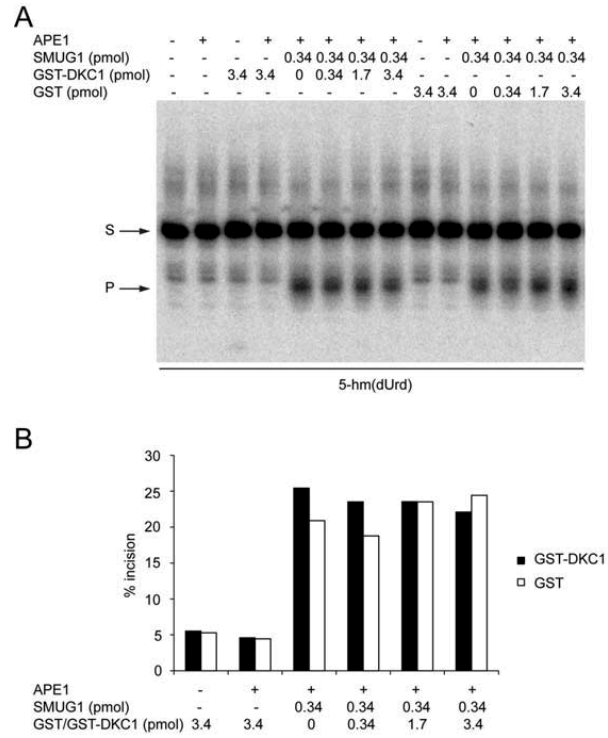 A
APE1 - + - + + + + + - + + + + +
SMUG1 (pmol) - - - - 0.34 0.34 0.34 0.34 - - 0.34 0.34 0.34 0.34
GST-DKC1 (pmol) 3.4 3.4 0 0.34 1.7 3.4
GST (pmol) 3.4 3.4 0 0.34 1.7 3.4
S
P
5-hm(dUrd)
B
30
25
20
15
10
5
0
% incision
GST-DKC1
GST
APE1 - + + + + +
SMUG1 (pmol) - - 0.34 0.34 0.34 0.34
GST/GST-DKC1 (pmol) 3.4 3.4 0 0.34 1.7 3.4